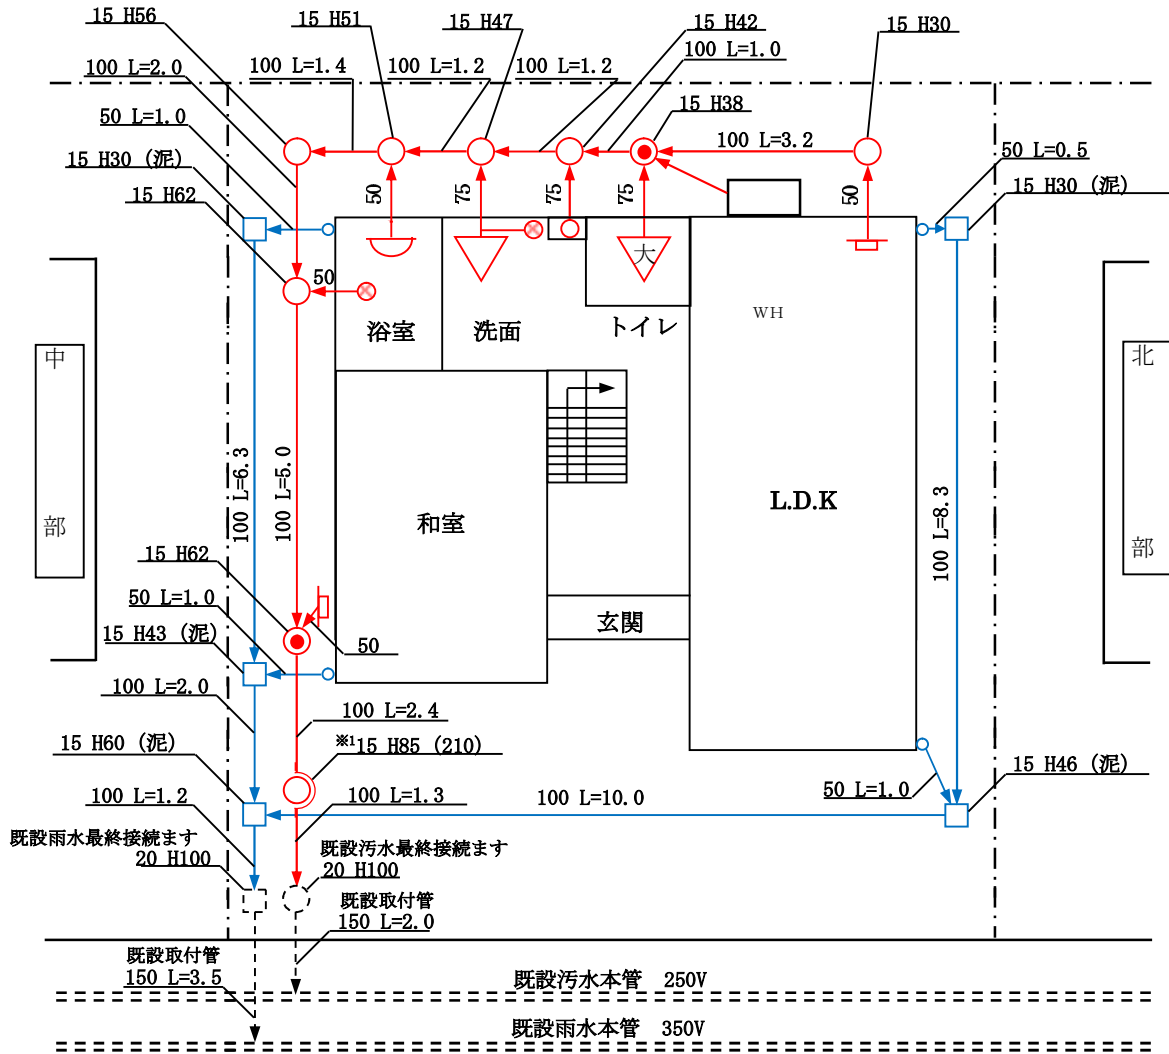 15 H56
15 H51
15 H47
15 H42
15 H30
100 L=2.0
100 L=1.4
100 L=1.2
100 L=1.2
100 L=1.0
50 L=1.0
15 H38
15 H30 (泥)
100 L=3.2
50 L=0.5
15 H62
50
75
75
75
50
15 H30 (泥)
大
50
浴室
洗面
トイレ
WH
中
部
北
部
100 L=6.3
100 L=5.0
和室
L.D.K
100 L=8.3
15 H62
50 L=1.0
15 H43 (泥)
玄関
50
100 L=2.0
100 L=2.4
15 H60 (泥)
※115 H85 (210)
15 H46 (泥)
100 L=1.2
100 L=1.3
100 L=10.0
50 L=1.0
既設雨水最終接続ます
20 H100
既設汚水最終接続ます
20 H100
既設取付管
150 L=2.0
既設取付管
150 L=3.5
既設汚水本管 250V
既設雨水本管 350V